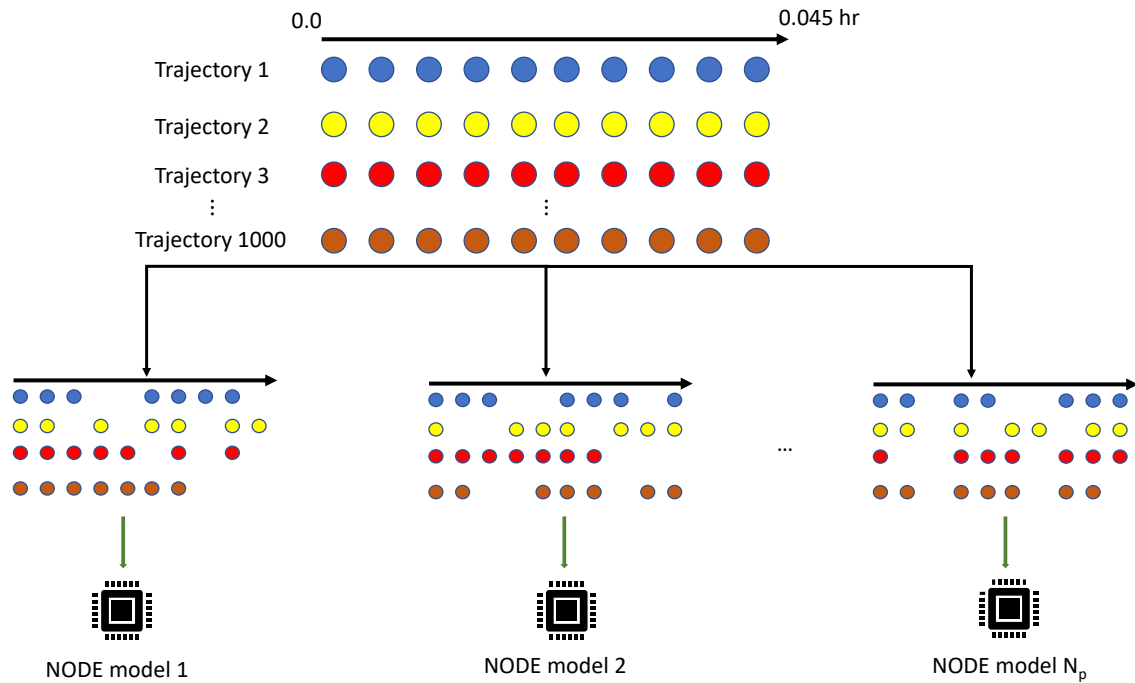 0.0
0.045 hr
Trajectory 1
Trajectory 2
Trajectory 3
⋮
⋮
Trajectory 1000
...
NODE model 1
NODE model 2
NODE model Nₚ